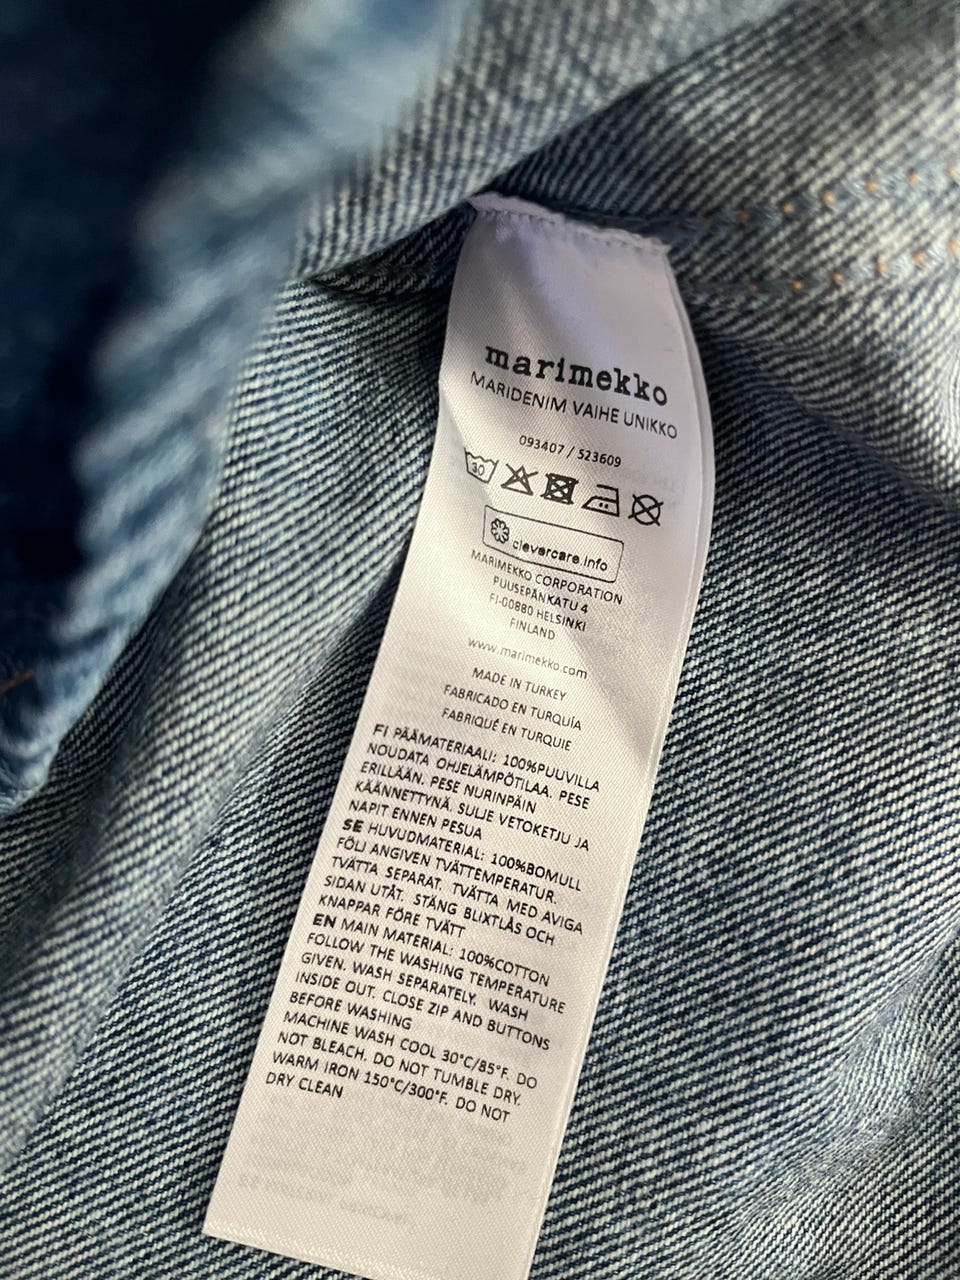 marimekko
MARIDENIM VAIHE UNIKKO
093407 / 523609
30
clevercare.info
MARIMEKKO CORPORATION
PUUSEPÄNKATU 4
FI-00880 HELSINKI
FINLAND
www.marimekko.com
MADE IN TURKEY
FABRICADO EN TURQUÍA
FABRIQUÉ EN TURQUIE
FI PÄÄMATERIAALI: 100%PUUVILLA
NOUDATA OHJELÄMPÖTILAA. PESE
ERILLÄÄN. PESE NURINPÄIN
KÄÄNNETTYNÄ. SULJE VETOKETJU JA
NAPIT ENNEN PESUA
SE HUVUDMATERIAL: 100%BOMULL
FÖLJ ANGIVEN TVÄTTEMPERATUR.
TVÄTTA SEPARAT. TVÄTTA MED AVIGA
SIDAN UTÅT. STÄNG BLIXTLÅS OCH
KNAPPAR FÖRE TVÄTT
EN MAIN MATERIAL: 100%COTTON
FOLLOW THE WASHING TEMPERATURE
GIVEN. WASH SEPARATELY. WASH
INSIDE OUT. CLOSE ZIP AND BUTTONS
BEFORE WASHING
MACHINE WASH COOL 30°C/85°F. DO
NOT BLEACH. DO NOT TUMBLE DRY.
WARM IRON 150°C/300°F. DO NOT
DRY CLEAN